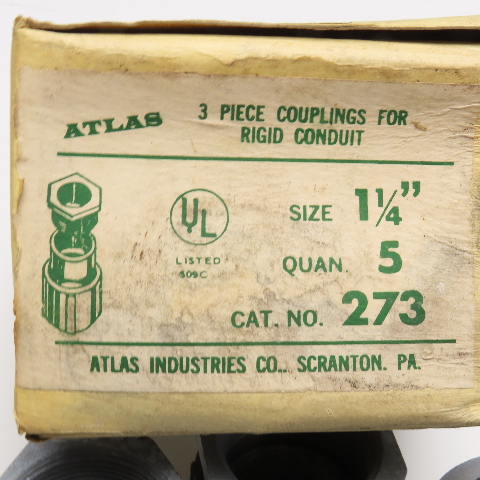 ATLAS
3 PIECE COUPLINGS FOR
RIGID CONDUIT
UL
LISTED
509C
SIZE 1¼"
QUAN. 5
CAT. NO. 273
ATLAS INDUSTRIES CO., SCRANTON. PA.